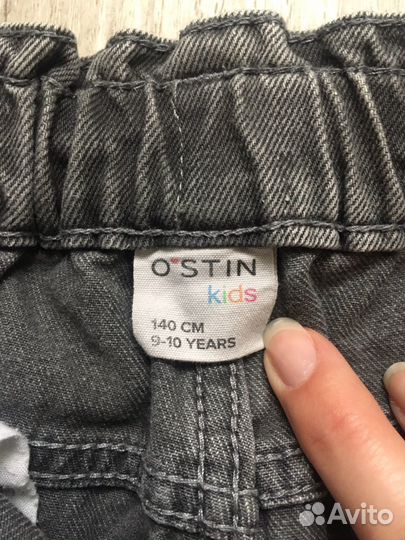 O'STIN
kids
140 CM
9-10 YEARS
Avito